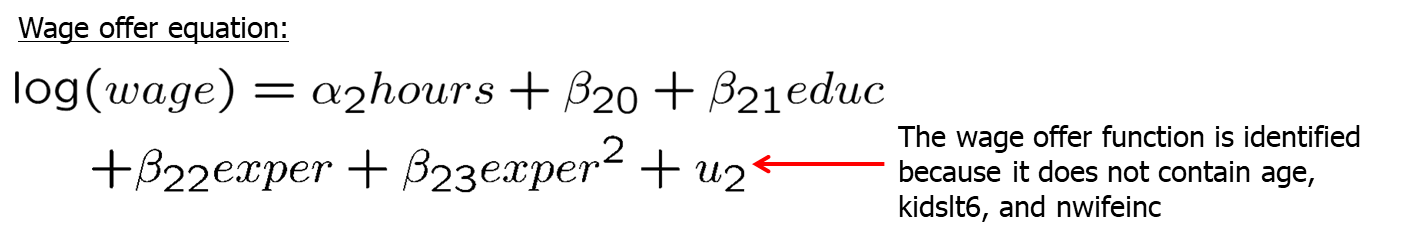 Wage offer equation:
log(wage) = α₂hours + β₂₀ + β₂₁educ
+β₂₂exper + β₂₃exper² + u₂
The wage offer function is identified
because it does not contain age,
kidslt6, and nwifeinc